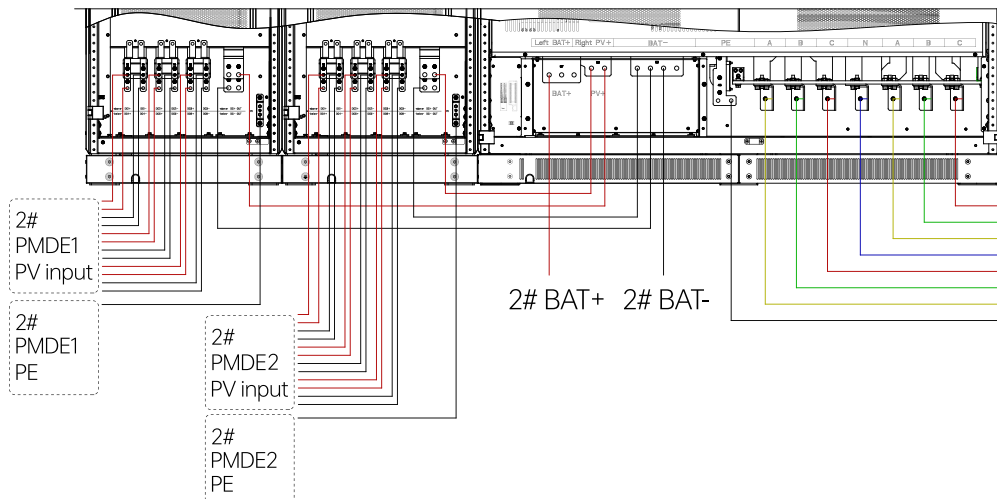 Left BAT+ Right PV+ BAT- PE A B C N A B C
BAT+ PV+
2#
PMDE1
PV input
2#
PMDE1
PE
2#
PMDE2
PV input
2#
PMDE2
PE
2# BAT+ 2# BAT-